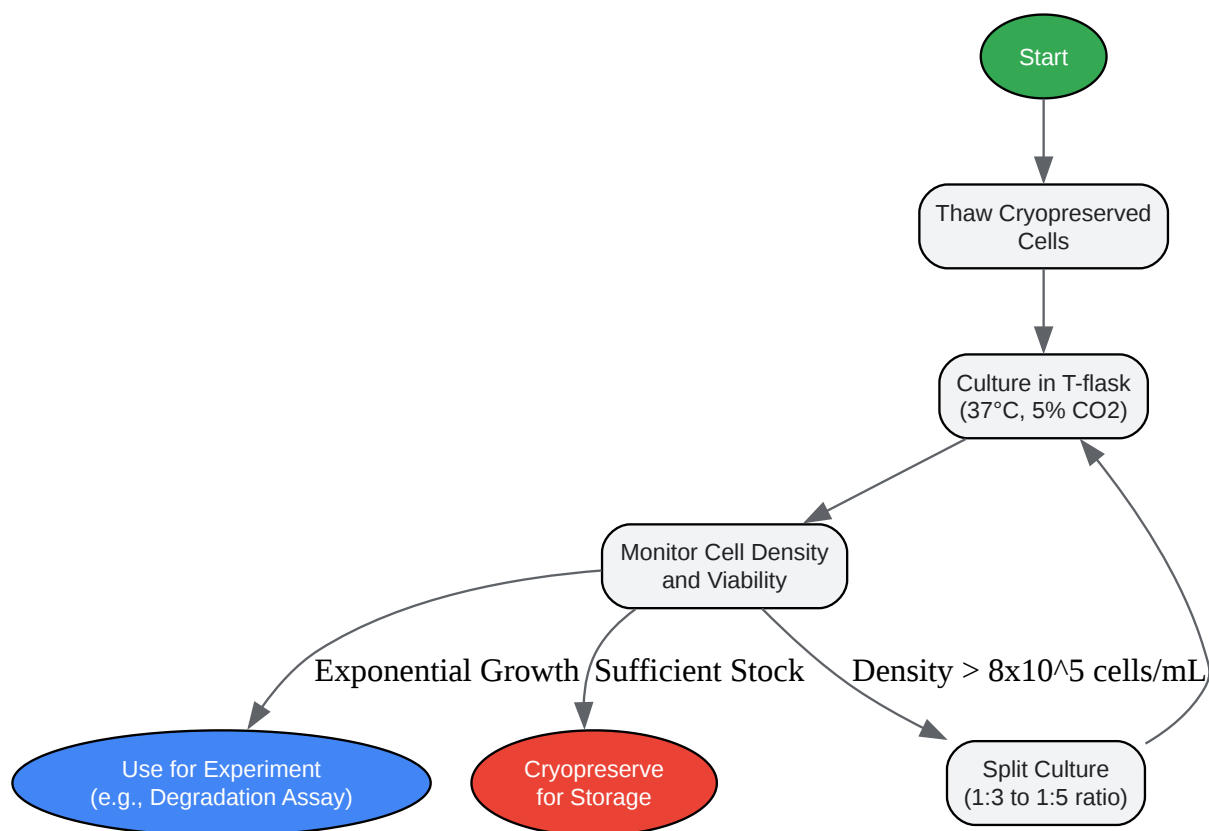 Start
Thaw Cryopreserved
Cells
Culture in T-flask
(37°C, 5% CO2)
Monitor Cell Density
and Viability
Exponential Growth
Sufficient Stock
Density > 8x10^5 cells/mL
Use for Experiment
(e.g., Degradation Assay)
Cryopreserve
for Storage
Split Culture
(1:3 to 1:5 ratio)